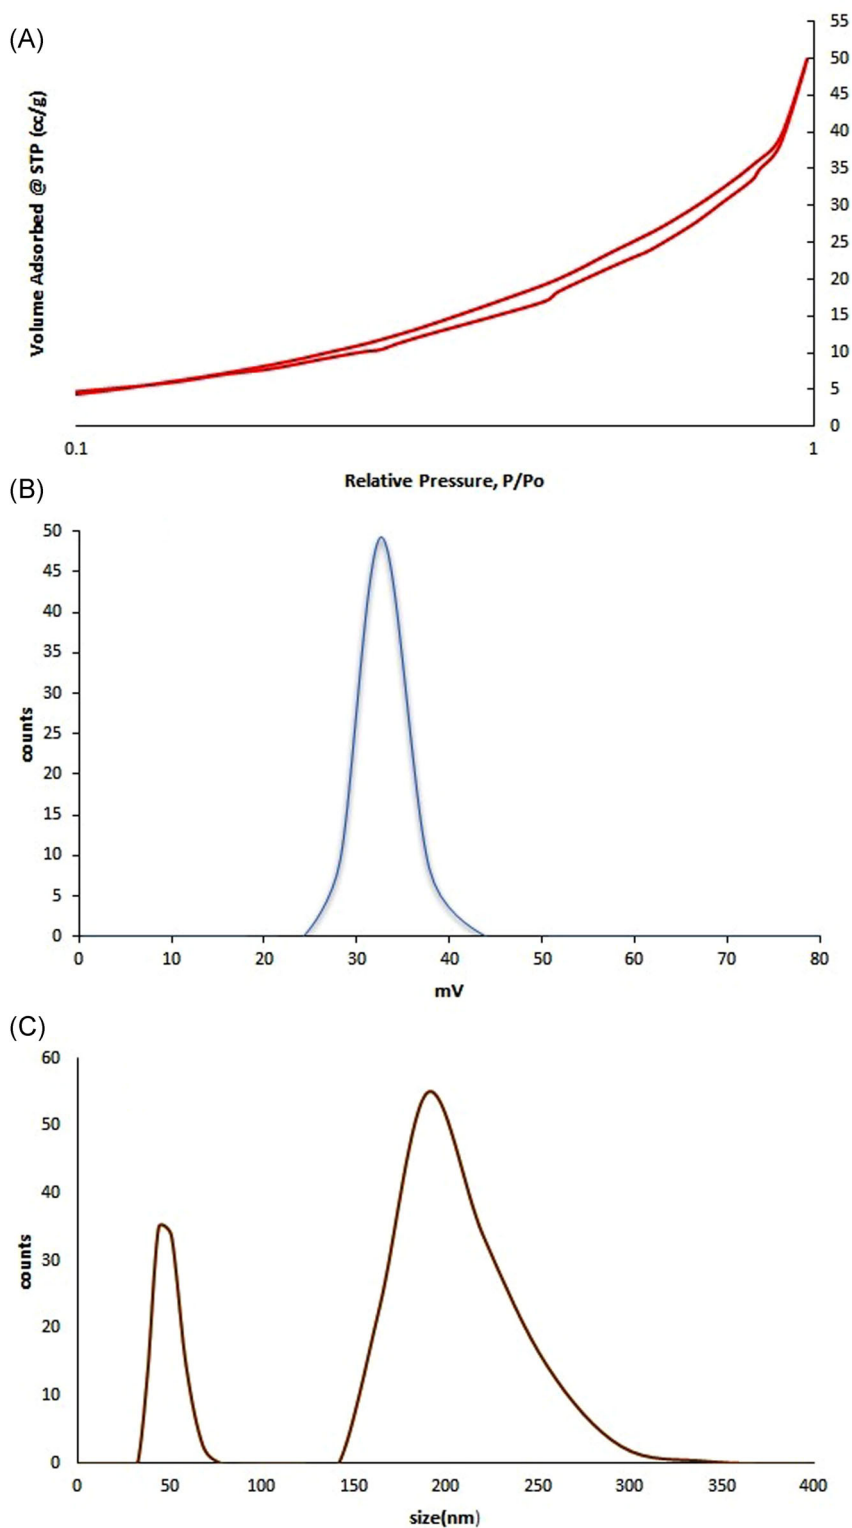 (A)
Volume Adsorbed @ STP (cc/g)
55
50
45
40
35
30
25
20
15
10
5
0
0.1 1
Relative Pressure, P/Po
(B)
counts
50
45
40
35
30
25
20
15
10
5
0
0 10 20 30 40 50 60 70 80
mV
(C)
counts
60
50
40
30
20
10
0
0 50 100 150 200 250 300 350 400
size(nm)